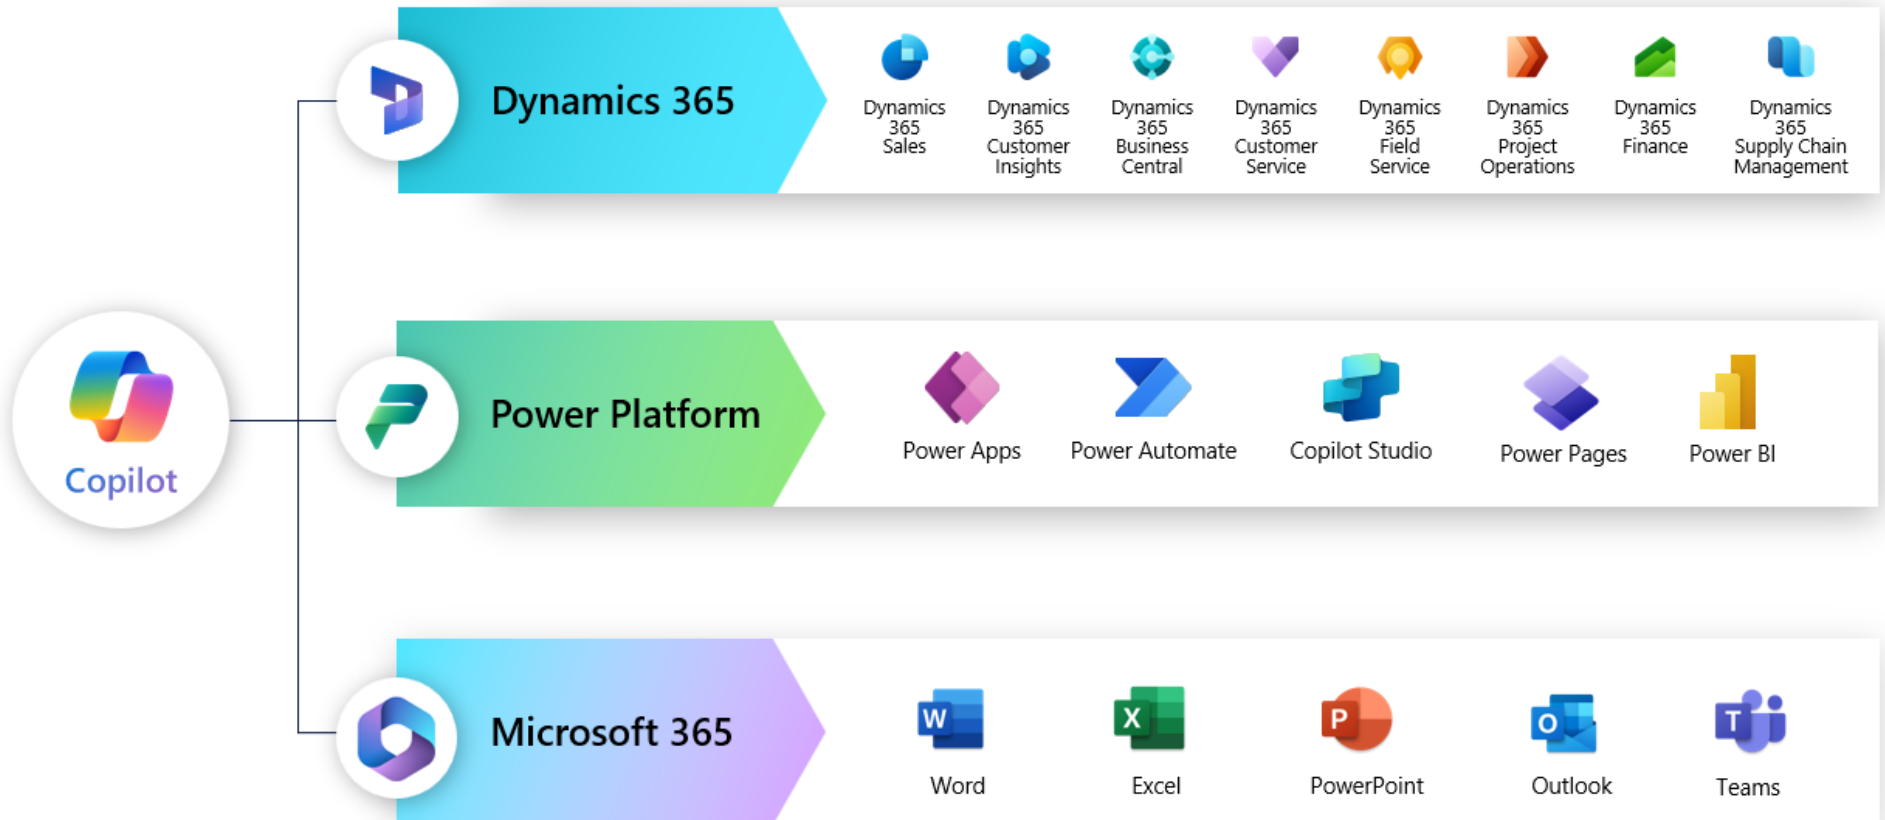 Dynamics 365
Dynamics
365
Sales
Dynamics
365
Customer
Insights
Dynamics
365
Business
Central
Dynamics
365
Customer
Service
Dynamics
365
Field
Service
Dynamics
365
Project
Operations
Dynamics
365
Finance
Dynamics
365
Supply Chain
Management
Copilot
Power Platform
Power Apps
Power Automate
Copilot Studio
Power Pages
Power BI
Microsoft 365
W
Word
X
Excel
P
PowerPoint
O
Outlook
T
Teams